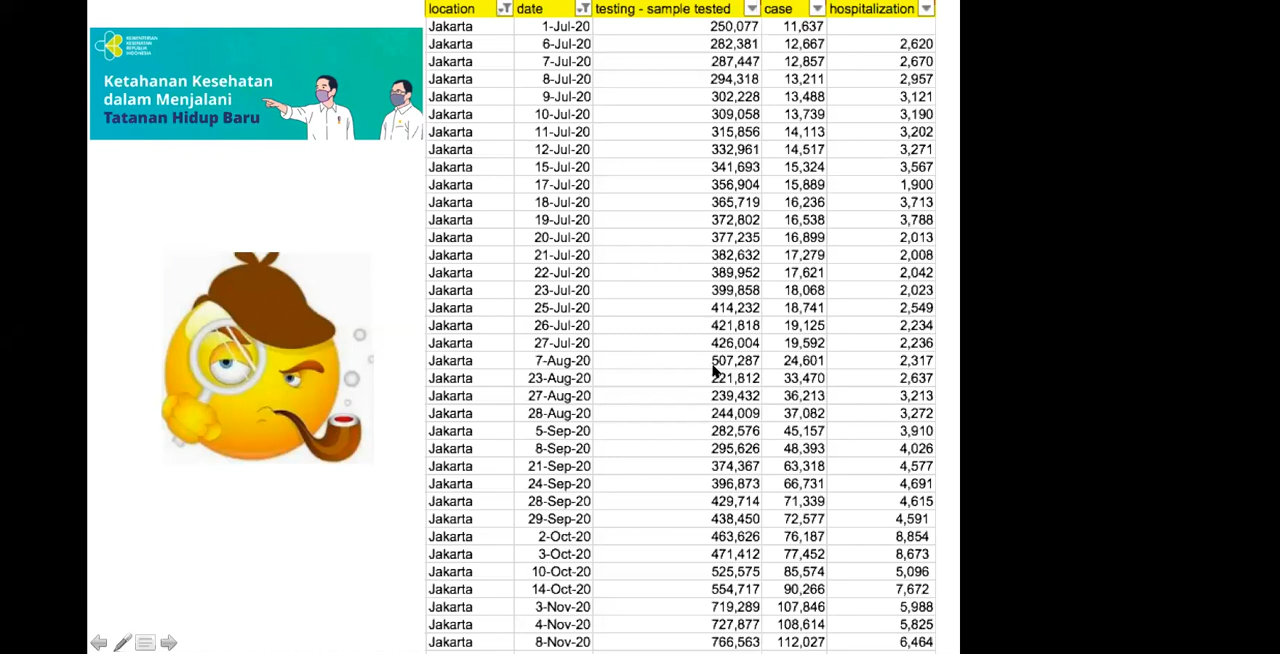 KEMENTERIAN
KESEHATAN
REPUBLIK
INDONESIA
Ketahanan Kesehatan
dalam Menjalani
Tatanan Hidup Baru
location date testing - sample tested case hospitalization
Jakarta 1-Jul-20 250,077 11,637
Jakarta 6-Jul-20 282,381 12,667 2,620
Jakarta 7-Jul-20 287,447 12,857 2,670
Jakarta 8-Jul-20 294,318 13,211 2,957
Jakarta 9-Jul-20 302,228 13,488 3,121
Jakarta 10-Jul-20 309,058 13,739 3,190
Jakarta 11-Jul-20 315,856 14,113 3,202
Jakarta 12-Jul-20 332,961 14,517 3,271
Jakarta 15-Jul-20 341,693 15,324 3,567
Jakarta 17-Jul-20 356,904 15,889 1,900
Jakarta 18-Jul-20 365,719 16,236 3,713
Jakarta 19-Jul-20 372,802 16,538 3,788
Jakarta 20-Jul-20 377,235 16,899 2,013
Jakarta 21-Jul-20 382,632 17,279 2,008
Jakarta 22-Jul-20 389,952 17,621 2,042
Jakarta 23-Jul-20 399,858 18,068 2,023
Jakarta 25-Jul-20 414,232 18,741 2,549
Jakarta 26-Jul-20 421,818 19,125 2,234
Jakarta 27-Jul-20 426,004 19,592 2,236
Jakarta 7-Aug-20 507,287 24,601 2,317
Jakarta 23-Aug-20 221,812 33,470 2,637
Jakarta 27-Aug-20 239,432 36,213 3,213
Jakarta 28-Aug-20 244,009 37,082 3,272
Jakarta 5-Sep-20 282,576 45,157 3,910
Jakarta 8-Sep-20 295,626 48,393 4,026
Jakarta 21-Sep-20 374,367 63,318 4,577
Jakarta 24-Sep-20 396,873 66,731 4,691
Jakarta 28-Sep-20 429,714 71,339 4,615
Jakarta 29-Sep-20 438,450 72,577 4,591
Jakarta 2-Oct-20 463,626 76,187 8,854
Jakarta 3-Oct-20 471,412 77,452 8,673
Jakarta 10-Oct-20 525,575 85,574 5,096
Jakarta 14-Oct-20 554,717 90,266 7,672
Jakarta 3-Nov-20 719,289 107,846 5,988
Jakarta 4-Nov-20 727,877 108,614 5,825
Jakarta 8-Nov-20 766,563 112,027 6,464